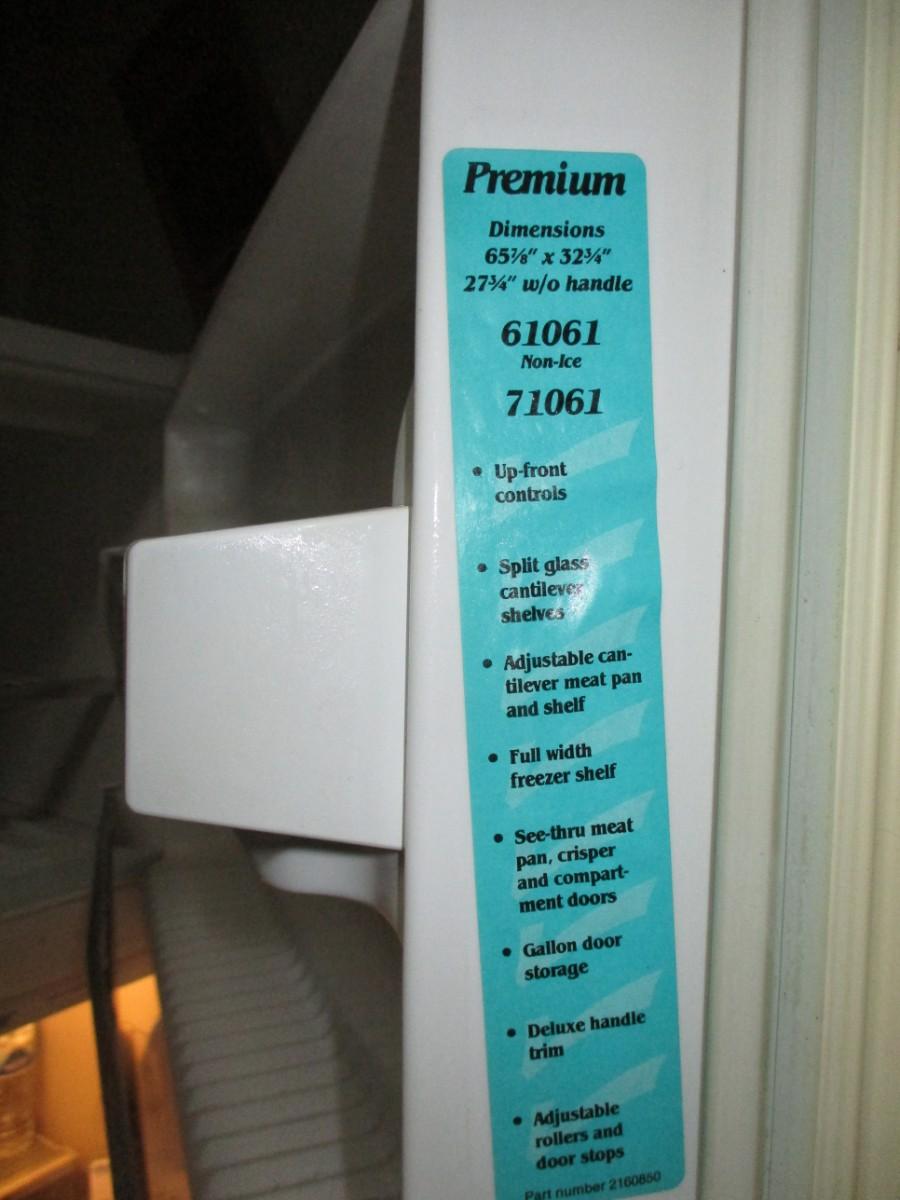 Premium
Dimensions
65⅞" x 32¾"
27¾" w/o handle
61061
Non-Ice
71061
• Up-front
controls
• Split glass
cantilever
shelves
• Adjustable can-
tilever meat pan
and shelf
• Full width
freezer shelf
• See-thru meat
pan, crisper
and compart-
ment doors
• Gallon door
storage
• Deluxe handle
trim
• Adjustable
rollers and
door stops
Part number 2160850